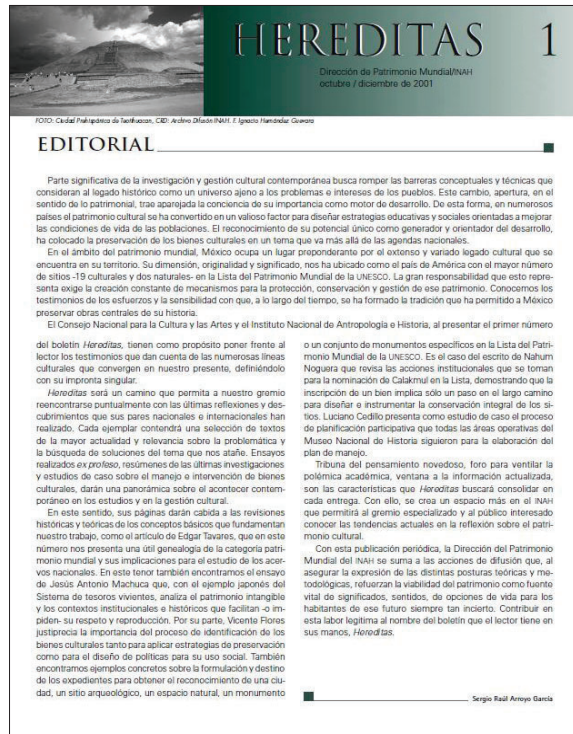 HEREDITAS 1
Dirección de Patrimonio Mundial/INAH
octubre / diciembre de 2001
FOTO: Ciudad Prehispánica de Teotihuacan, CRD: Archivo Difusión INAH. F. Ignacio Hernández Guevara
EDITORIAL
Parte significativa de la investigación y gestión cultural contemporánea busca romper las barreras conceptuales y técnicas que
consideran al legado histórico como un universo ajeno a los problemas e intereses de los pueblos. Este cambio, apertura, en el
sentido de lo patrimonial, trae aparejada la conciencia de su importancia como motor de desarrollo. De esta forma, en numerosos
países el patrimonio cultural se ha convertido en un valioso factor para diseñar estrategias educativas y sociales orientadas a mejorar
las condiciones de vida de las poblaciones. El reconocimiento de su potencial único como generador y orientador del desarrollo,
ha colocado la preservación de los bienes culturales en un tema que va más allá de las agendas nacionales.
En el ámbito del patrimonio mundial, México ocupa un lugar preponderante por el extenso y variado legado cultural que se
encuentra en su territorio. Su dimensión, originalidad y significado, nos ha ubicado como el país de América con el mayor número
de sitios -19 culturales y dos naturales- en la Lista del Patrimonio Mundial de la UNESCO. La gran responsabilidad que esto repre-
senta exige la creación constante de mecanismos para la protección, conservación y gestión de ese patrimonio. Conocemos los
testimonios de los esfuerzos y la sensibilidad con que, a lo largo del tiempo, se ha formado la tradición que ha permitido a México
preservar obras centrales de su historia.
El Consejo Nacional para la Cultura y las Artes y el Instituto Nacional de Antropología e Historia, al presentar el primer número
del boletín Hereditas, tienen como propósito poner frente al
lector los testimonios que dan cuenta de las numerosas líneas
culturales que convergen en nuestro presente, definiéndolo
con su impronta singular.
Hereditas será un camino que permita a nuestro gremio
reencontrarse puntualmente con las últimas reflexiones y des-
cubrimientos que sus pares nacionales e internacionales han
realizado. Cada ejemplar contendrá una selección de textos
de la mayor actualidad y relevancia sobre la problemática y
la búsqueda de soluciones del tema que nos atañe. Ensayos
realizados ex profeso, resúmenes de las últimas investigaciones
y estudios de caso sobre el manejo e intervención de bienes
culturales, darán una panorámica sobre el acontecer contem-
poráneo en los estudios y en la gestión cultural.
En este sentido, sus páginas darán cabida a las revisiones
históricas y teóricas de los conceptos básicos que fundamentan
nuestro trabajo, como el artículo de Edgar Tavares, que en este
número nos presenta una útil genealogía de la categoría patri-
monio mundial y sus implicaciones para el estudio de los acer-
vos nacionales. En este tenor también encontramos el ensayo
de Jesús Antonio Machuca que, con el ejemplo japonés del
Sistema de tesoros vivientes, analiza el patrimonio intangible
y los contextos institucionales e históricos que facilitan -o im-
piden- su respeto y reproducción. Por su parte, Vicente Flores
justiprecia la importancia del proceso de identificación de los
bienes culturales tanto para aplicar estrategias de preservación
como para el diseño de políticas para su uso social. También
encontramos ejemplos concretos sobre la formulación y destino
de los expedientes para obtener el reconocimiento de una ciu-
dad, un sitio arqueológico, un espacio natural, un monumento
o un conjunto de monumentos específicos en la Lista del Patri-
monio Mundial de la UNESCO. Es el caso del escrito de Nahum
Noguera que revisa las acciones institucionales que se toman
para la nominación de Calakmul en la Lista, demostrando que la
inscripción de un bien implica sólo un paso en el largo camino
para diseñar e instrumentar la conservación integral de los si-
tios. Luciano Cedillo presenta como estudio de caso el proceso
de planificación participativa que todas las áreas operativas del
Museo Nacional de Historia siguieron para la elaboración del
plan de manejo.
Tribuna del pensamiento novedoso, foro para ventilar la
polémica académica, ventana a la información actualizada,
son las características que Hereditas buscará consolidar en
cada entrega. Con ello, se crea un espacio más en el INAH
que permitirá al gremio especializado y al público interesado
conocer las tendencias actuales en la reflexión sobre el patri-
monio cultural.
Con esta publicación periódica, la Dirección del Patrimonio
Mundial del INAH se suma a las acciones de difusión que, al
asegurar la expresión de las distintas posturas teóricas y me-
todológicas, refuerzan la viabilidad del patrimonio como fuente
vital de significados, sentidos, de opciones de vida para los
habitantes de ese futuro siempre tan incierto. Contribuir en
esta labor legitima al nombre del boletín que el lector tiene en
sus manos, Hereditas.
Sergio Raúl Arroyo García